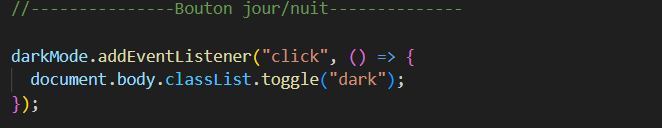 //---------------Bouton jour/nuit--------------
darkMode.addEventListener("click", () => {
  document.body.classList.toggle("dark");
});